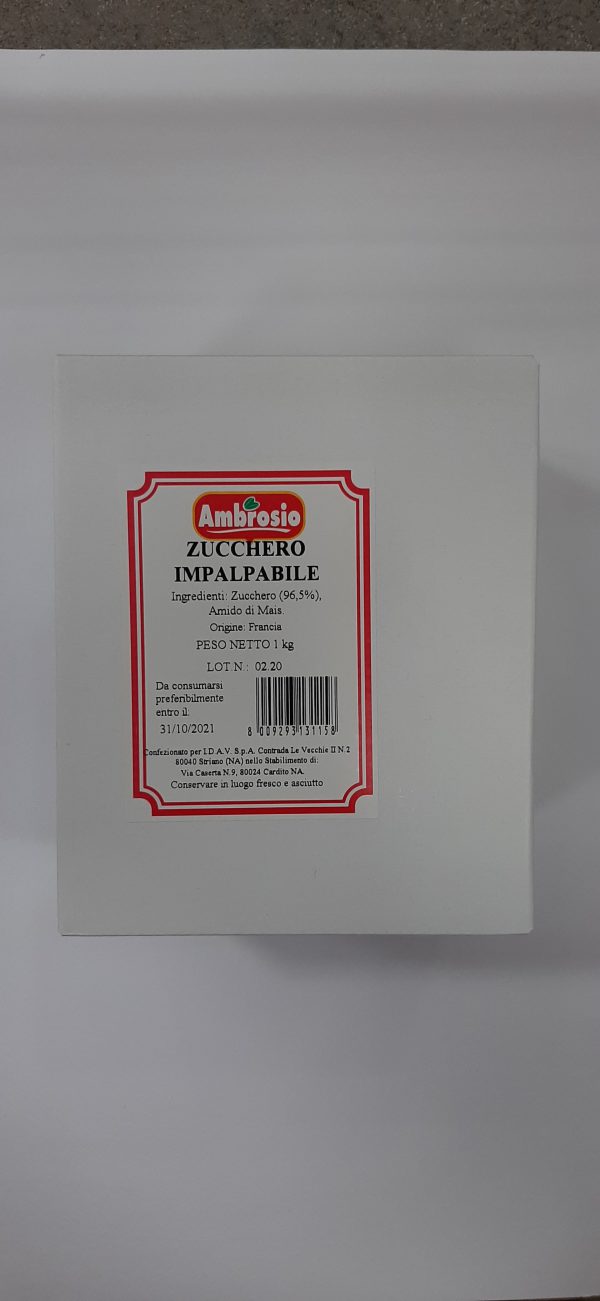 Ambrosio
ZUCCHERO
IMPALPABILE
Ingredienti: Zucchero (96,5%),
Amido di Mais.
Origine: Francia
PESO NETTO 1 kg
LOT.N.: 02.20
Da consumarsi
preferibilmente
entro il:
31/10/2021
8 009293 131158
Confezionato per I.D.A.V. S.p.A. Contrada Le Vecchie II N.2
80040 Striano (NA) nello Stabilimento di:
Via Caserta N.9, 80024 Cardito NA.
Conservare in luogo fresco e asciutto